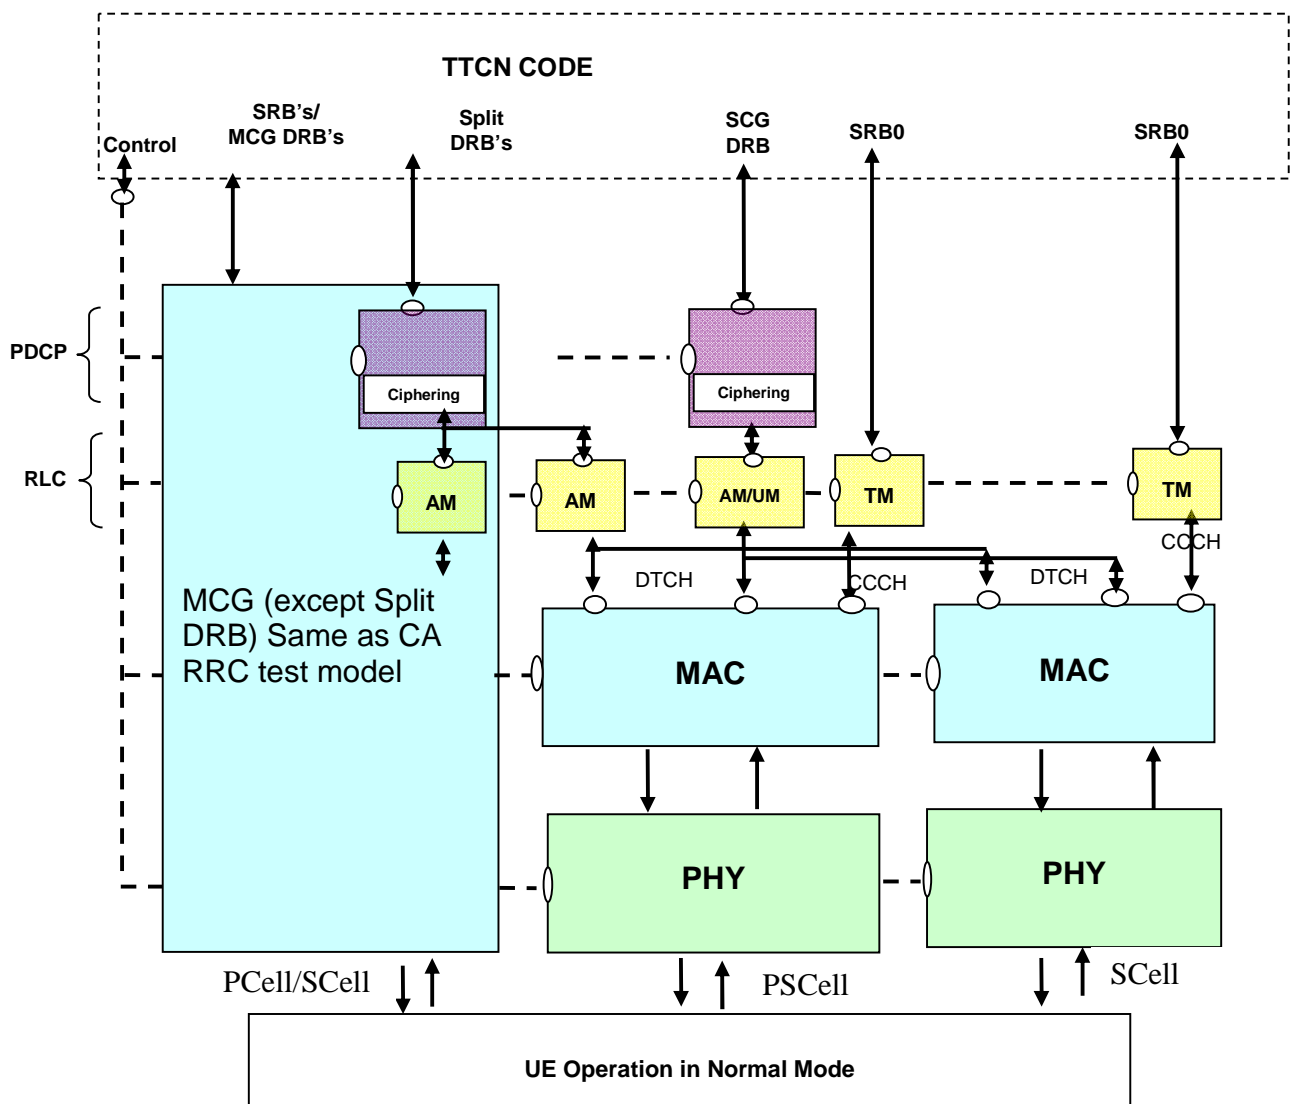 TTCN CODE
Control
SRB's/
MCG DRB's
Split
DRB's
SCG
DRB
SRB0
SRB0
PDCP
Ciphering
Ciphering
RLC
AM
AM
AM/UM
TM
TM
DTCH
CCCH
DTCH
CCCH
MCG (except Split
DRB) Same as CA
RRC test model
MAC
MAC
PHY
PHY
PCell/SCell
PSCell
SCell
UE Operation in Normal Mode